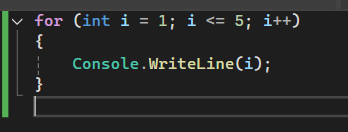 for (int i = 1; i <= 5; i++)
{
    Console.WriteLine(i);
}